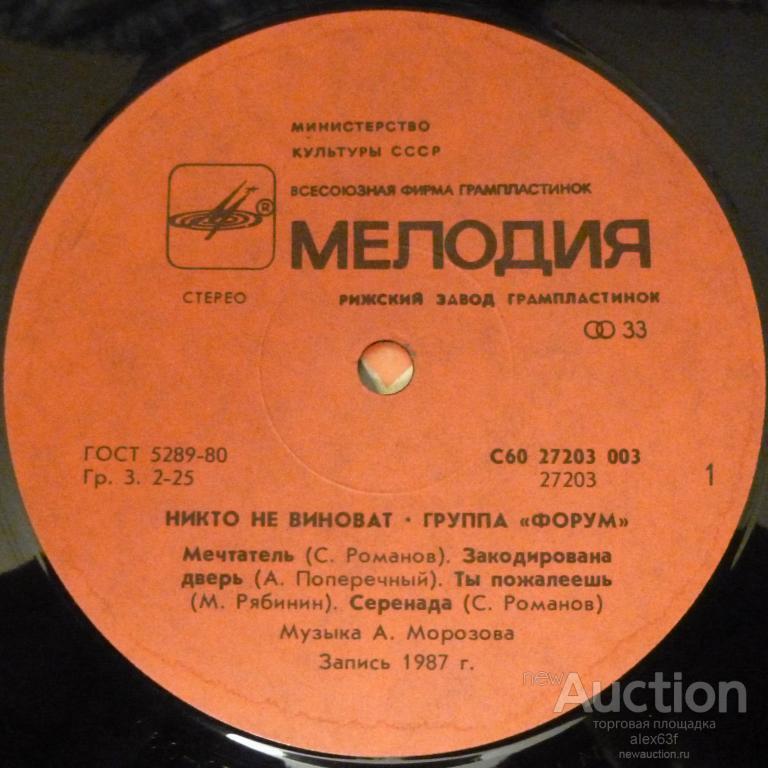 МИНИСТЕРСТВО
КУЛЬТУРЫ СССР
ВСЕСОЮЗНАЯ ФИРМА ГРАМПЛАСТИНОК
®
МЕЛОДИЯ
СТЕРЕО
РИЖСКИЙ ЗАВОД ГРАМПЛАСТИНОК
33
ГОСТ 5289-80
С60 27203 003
Гр. 3. 2-25
27203
1
НИКТО НЕ ВИНОВАТ · ГРУППА «ФОРУМ»
Мечтатель (С. Романов). Закодирована
дверь (А. Поперечный). Ты пожалеешь
(М. Рябинин). Серенада (С. Романов)
Музыка А. Морозова
Запись 1987 г.
newAuction
торговая площадка
alex63f
newauction.ru